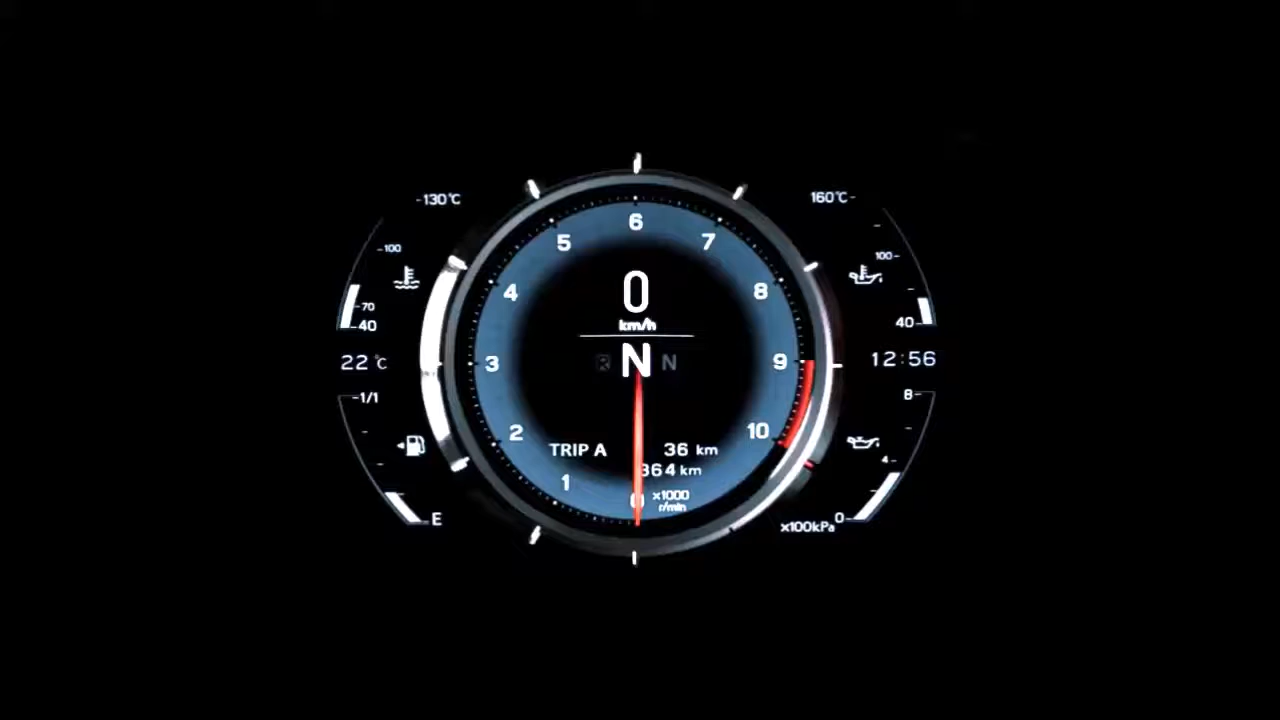 -130℃
160℃-
6
5
7
-100
100-
4
8
0
km/h
-70
-40
40-
22℃
3
R
N
N
9
12:56
-1/1
8-
2
10
TRIP A
36 km
364 km
4-
1
0
x1000
r/min
E
0-
x100kPa